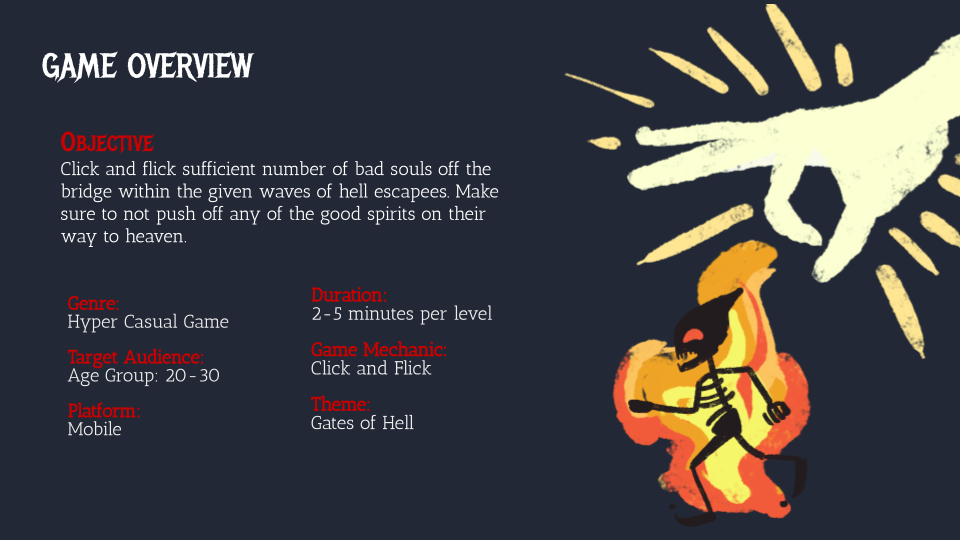 GAME OVERVIEW
OBJECTIVE
Click and flick sufficient number of bad souls off the
bridge within the given waves of hell escapees. Make
sure to not push off any of the good spirits on their
way to heaven.
Genre:
Hyper Casual Game
Target Audience:
Age Group: 20-30
Platform:
Mobile
Duration:
2-5 minutes per level
Game Mechanic:
Click and Flick
Theme:
Gates of Hell